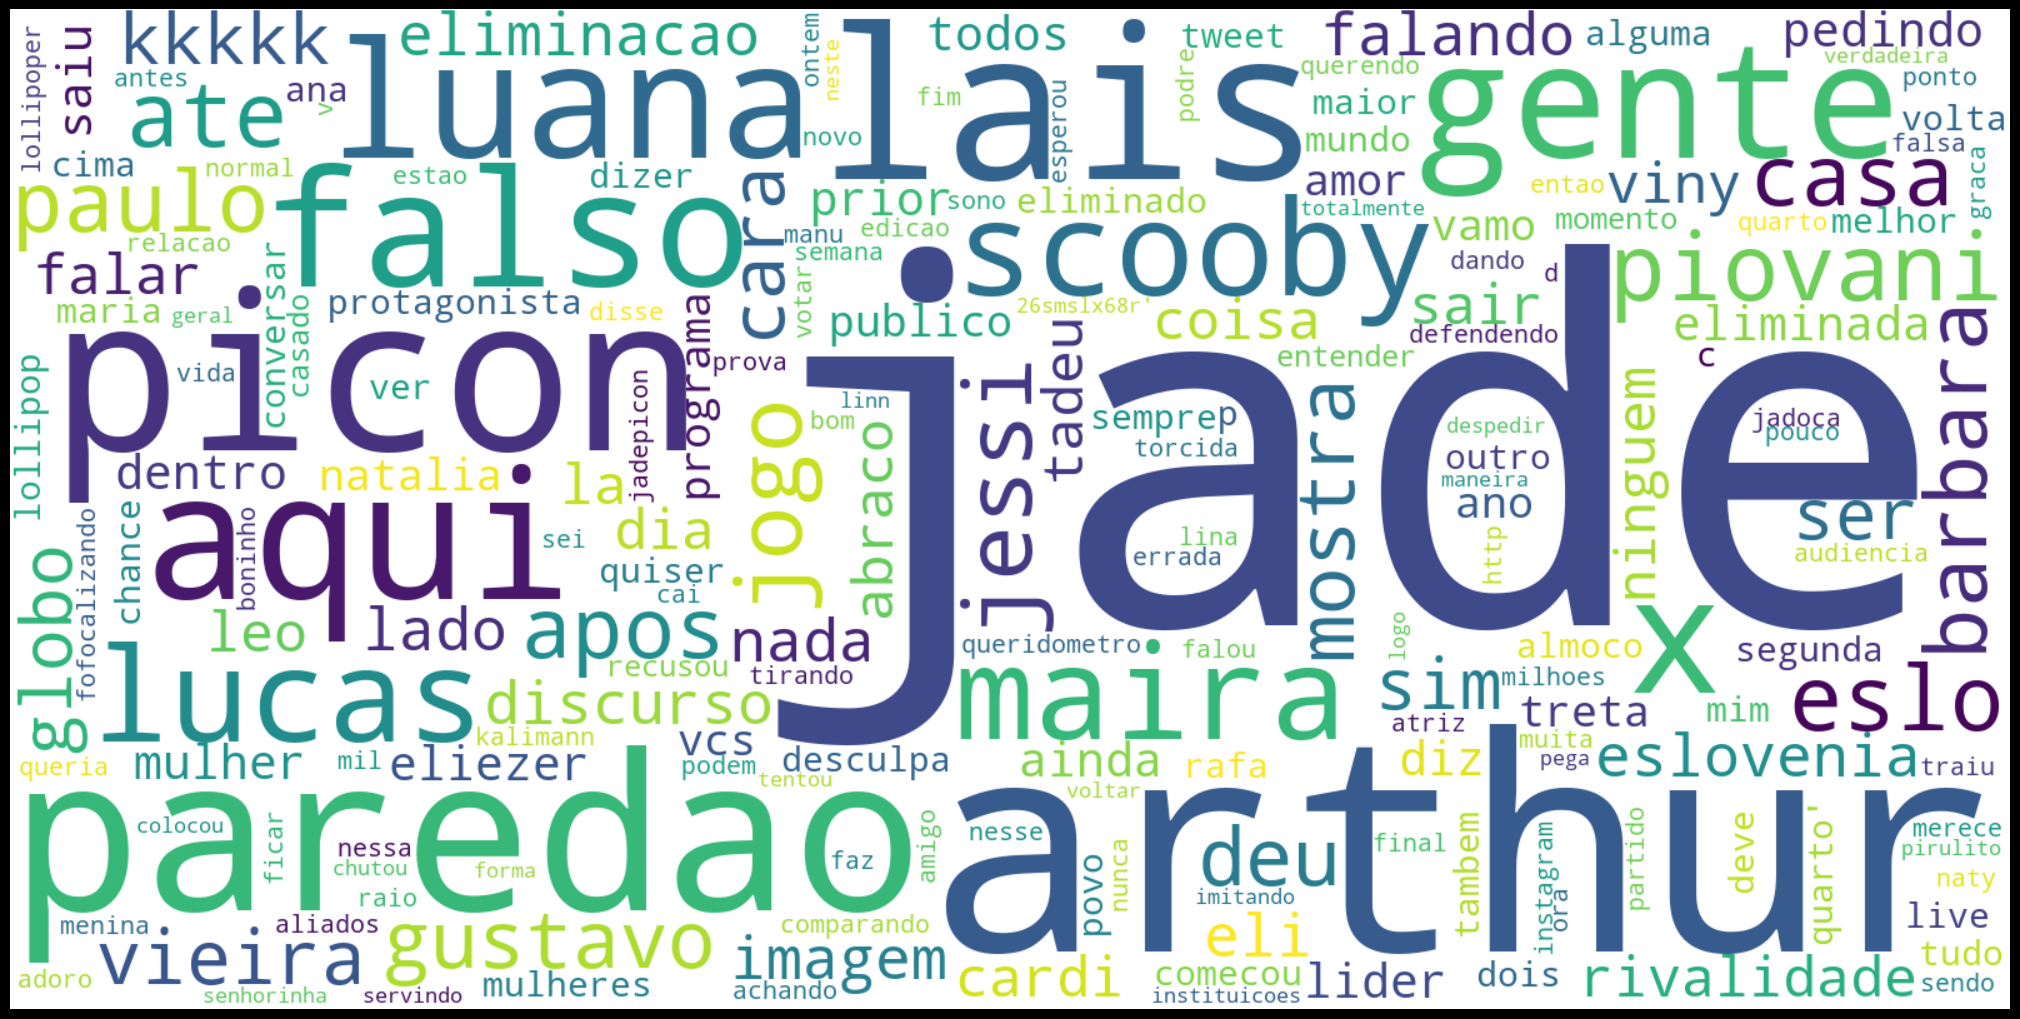 lollipoper
saiu
kkkkk
antes
ate
ana
v
luana
eliminacao
ontem
neste
novo
lais
todos
fim
esperou
tweet
podre
falando
querendo
maior
mundo
alguma
gente
pedindo
verdadeira
ponto
volta
falsa
graca
cima
normal
paulo
relacao
falso
estao
dizer
cara
prior
sono
eliminado
edicao
manu
semana
scooby
amor
totalmente
entao
viny
casa
vamo
momento
quarto
melhor
falar
maria
geral
conversar
casado
protagonista
disse
programa
votar
publico
26smslx68r'
coisa
dando
d
sair
defendendo
piovani
eliminada
barbara
picon
vida
ver
prova
jade
jessi
tadeu
entender
c
lollipop
dentro
natalia
la
jadepicon
jogo
linn
bom
abraco
sempre
p
torcida
mostra
despedir
outro
maneira
ano
ninguem
jadoca
pouco
ser
audiencia
globo
fofocalizando
chance
aqui
boninho
sei
dia
quiser
cai
lina
errada
http
leo
lado
apos
nada
tirando
queridometro
falou
logo
almoco
x
segunda
lucas
recusou
discurso
maira
sim
milhoes
eslo
queria
mulher
mil
eliezer
kalimann
vcs
podem
tentou
desculpa
ainda
voltar
rafa
atriz
diz
treta
mim
muita
pega
eslovenia
traiu
paredao
colocou
ficar
nessa
chutou
raio
forma
faz
amigo
arthur
nesse
povo
nunca
deu
imitando
final
tambem
instagram
ora
partido
deve
quarto'
merece
pirulito
naty
menina
aliados
adoro
vieira
gustavo
comparando
eli
live
tudo
senhorinha
servindo
mulheres
achando
imagem
cardi
comecou
instituicoes
lider
dois
rivalidade
sendo